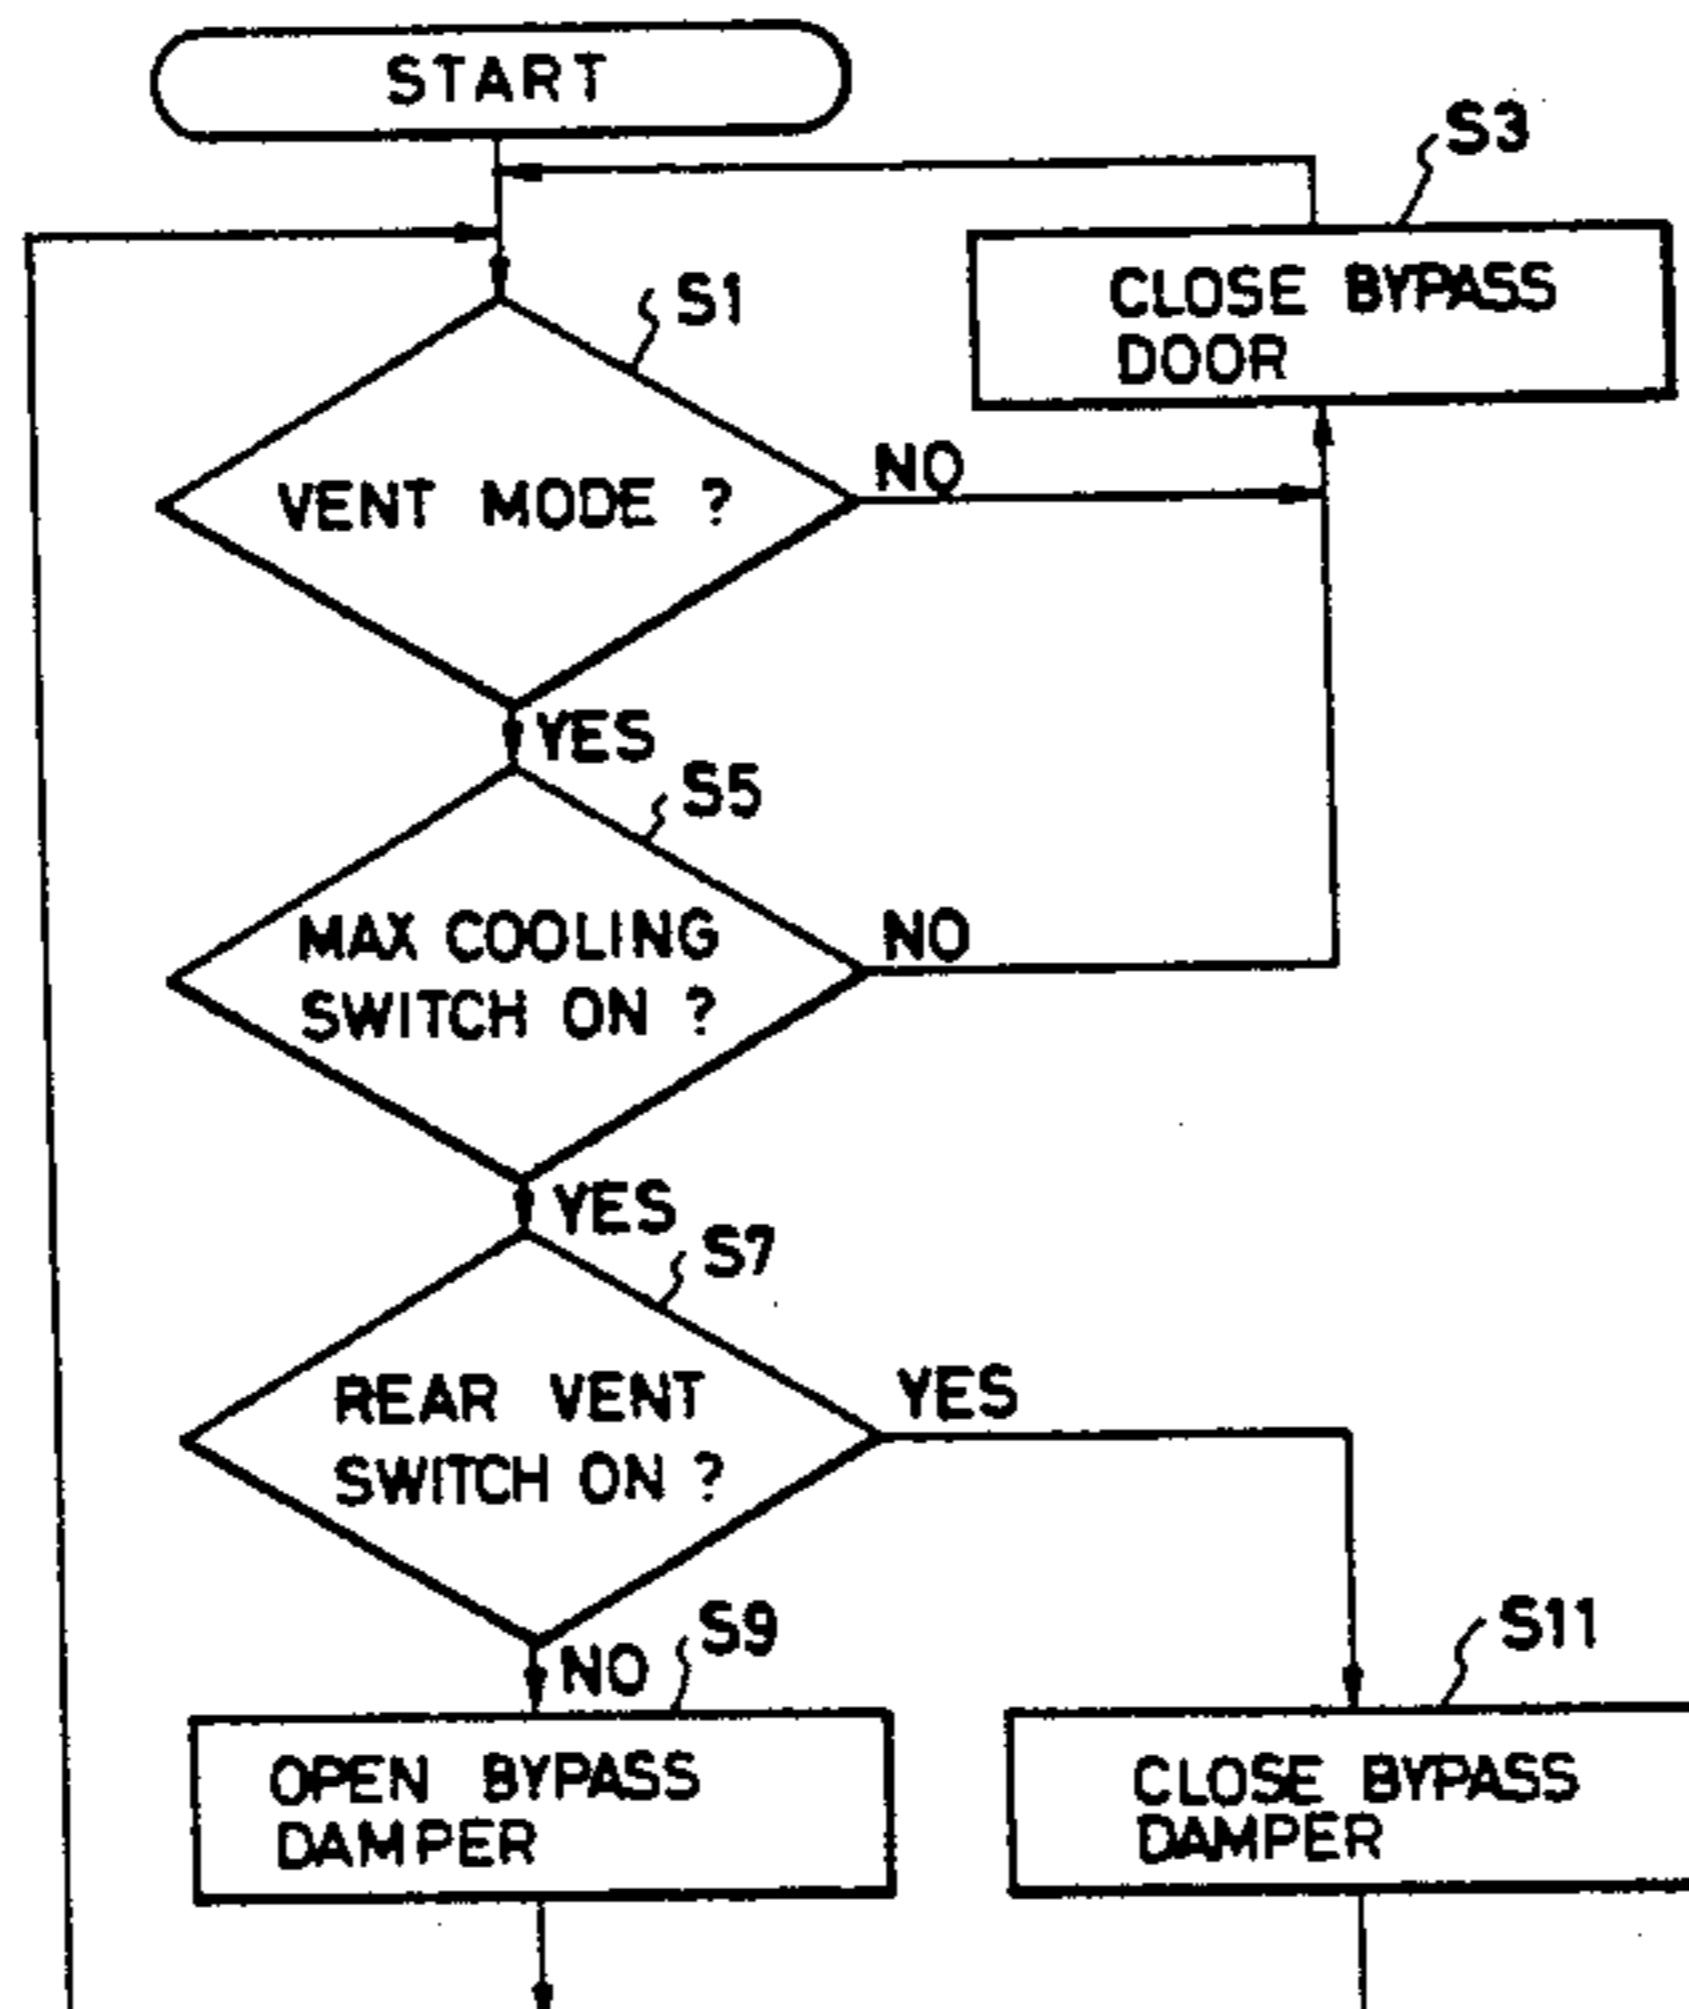 START
S3
CLOSE BYPASS
DOOR
S1
VENT MODE ?
NO
YES
S5
MAX COOLING
SWITCH ON ?
NO
YES
S7
REAR VENT
SWITCH ON ?
YES
NO
S9
S11
OPEN BYPASS
DAMPER
CLOSE BYPASS
DAMPER